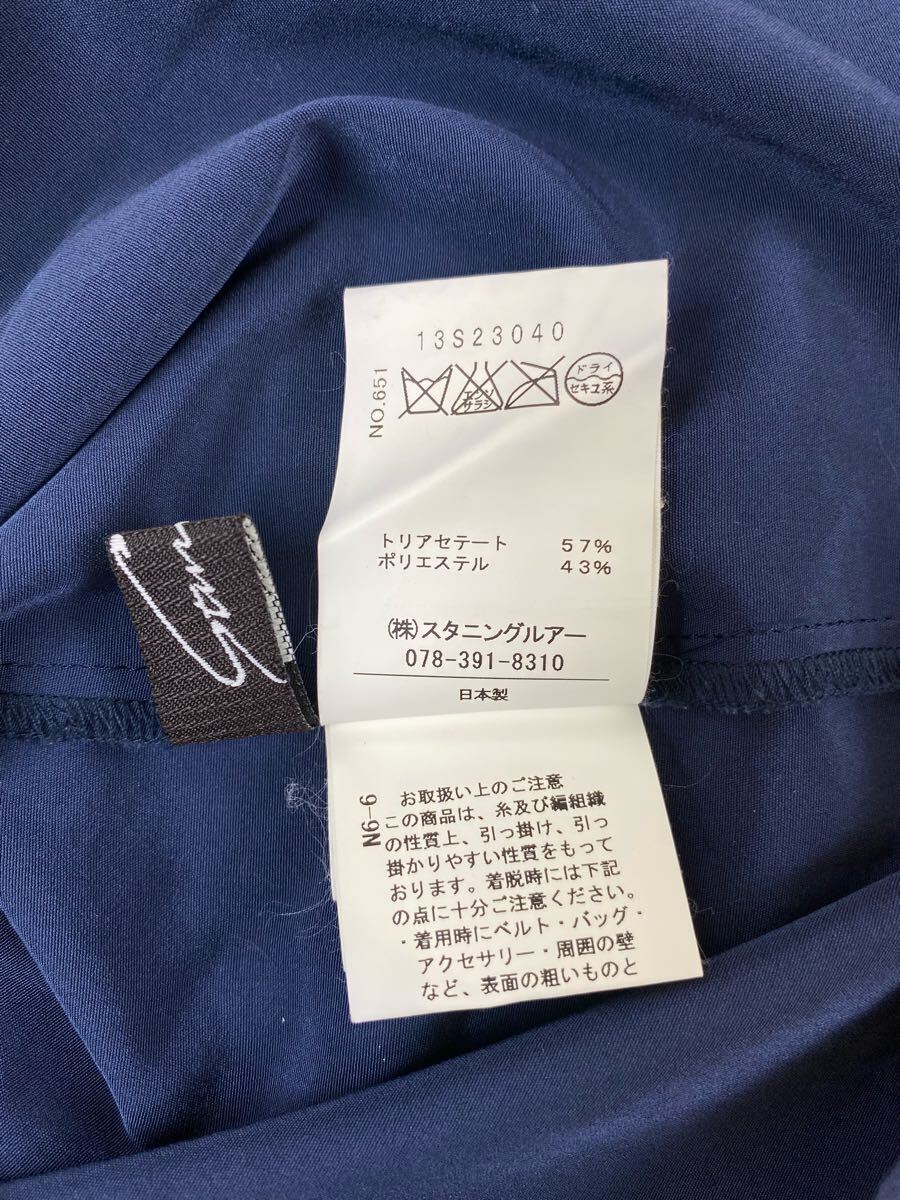 13S23040
NO.651
エンソ
サラシ
ドライ
セキユ系
トリアセテート 57%
ポリエステル 43%
(株)スタニングルアー
078-391-8310
日本製
N6-6
お取扱い上のご注意
この商品は、糸及び編組織
の性質上、引っ掛け、引っ
掛かりやすい性質をもって
おります。着脱時には下記
の点に十分ご注意ください。
・着用時にベルト・バッグ・
アクセサリー・周囲の壁
など、表面の粗いものと